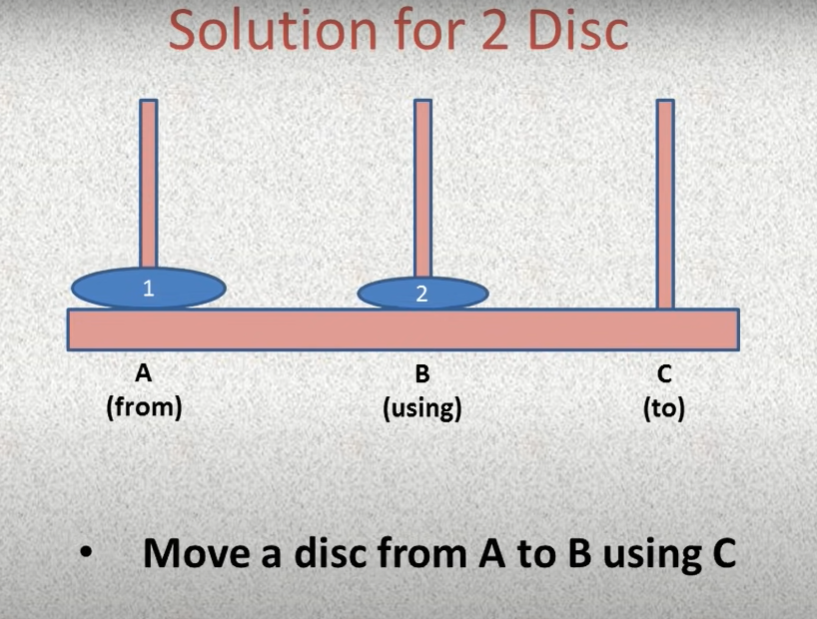 Solution for 2 Disc
1 2
A B C
(from) (using) (to)
• Move a disc from A to B using C